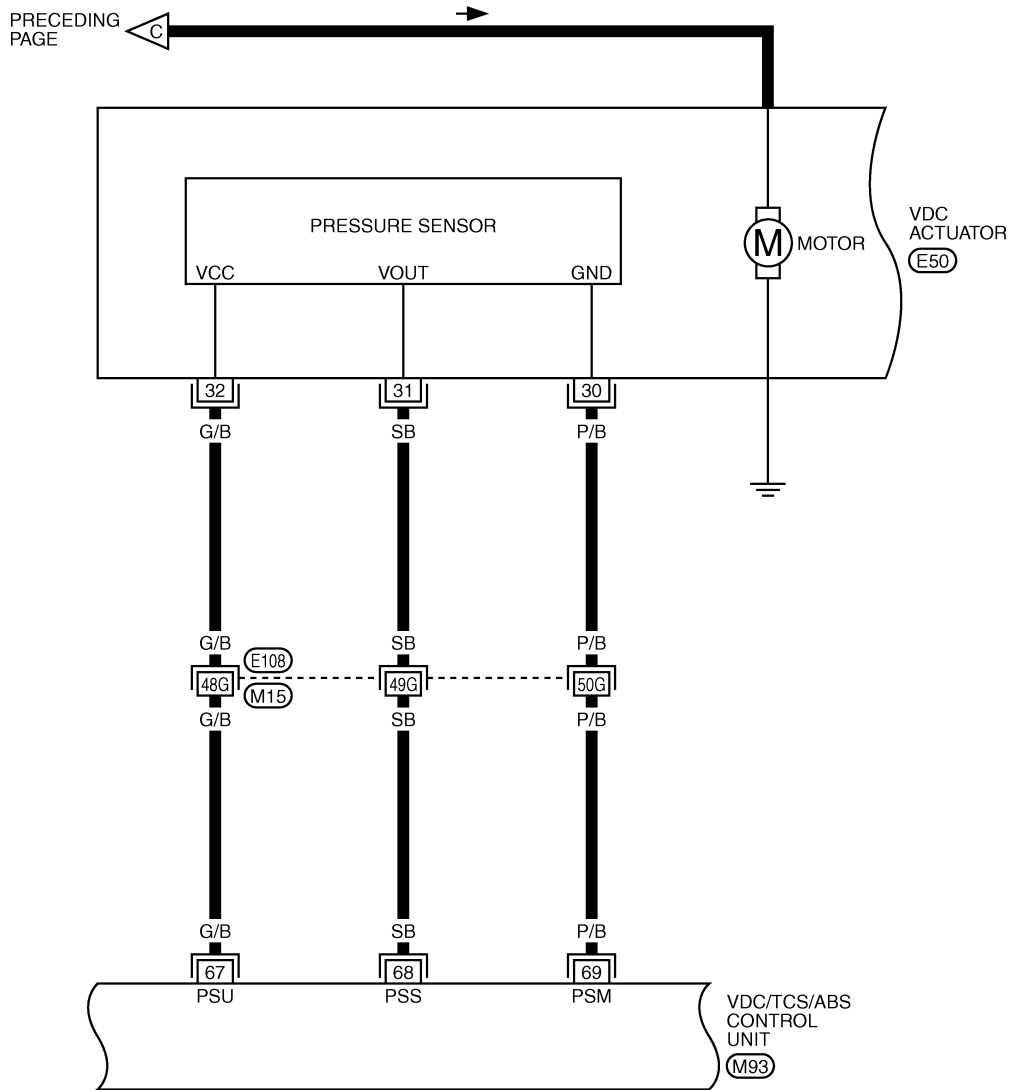 PRECEDING
PAGE
C
PRESSURE SENSOR
VCC VOUT GND
M MOTOR
VDC
ACTUATOR
E50
32 31 30
G/B SB P/B
G/B SB P/B
E108
48G 49G 50G
M15
G/B SB P/B
G/B SB P/B
67 68 69
PSU PSS PSM
VDC/TCS/ABS
CONTROL
UNIT
M93